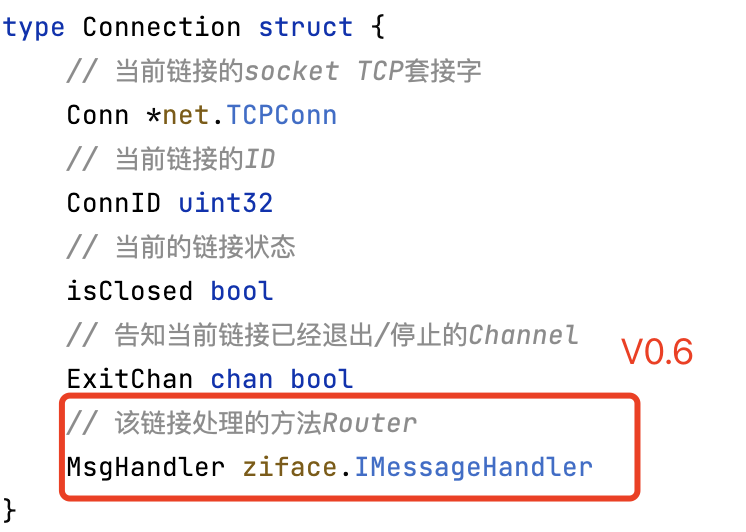 type Connection struct {
// 当前链接的socket TCP套接字
Conn *net.TCPConn
// 当前链接的ID
ConnID uint32
// 当前的链接状态
isClosed bool
// 告知当前链接已经退出/停止的Channel
V0.6
ExitChan chan bool
// 该链接处理的方法Router
MsgHandler ziface.IMessageHandler
}